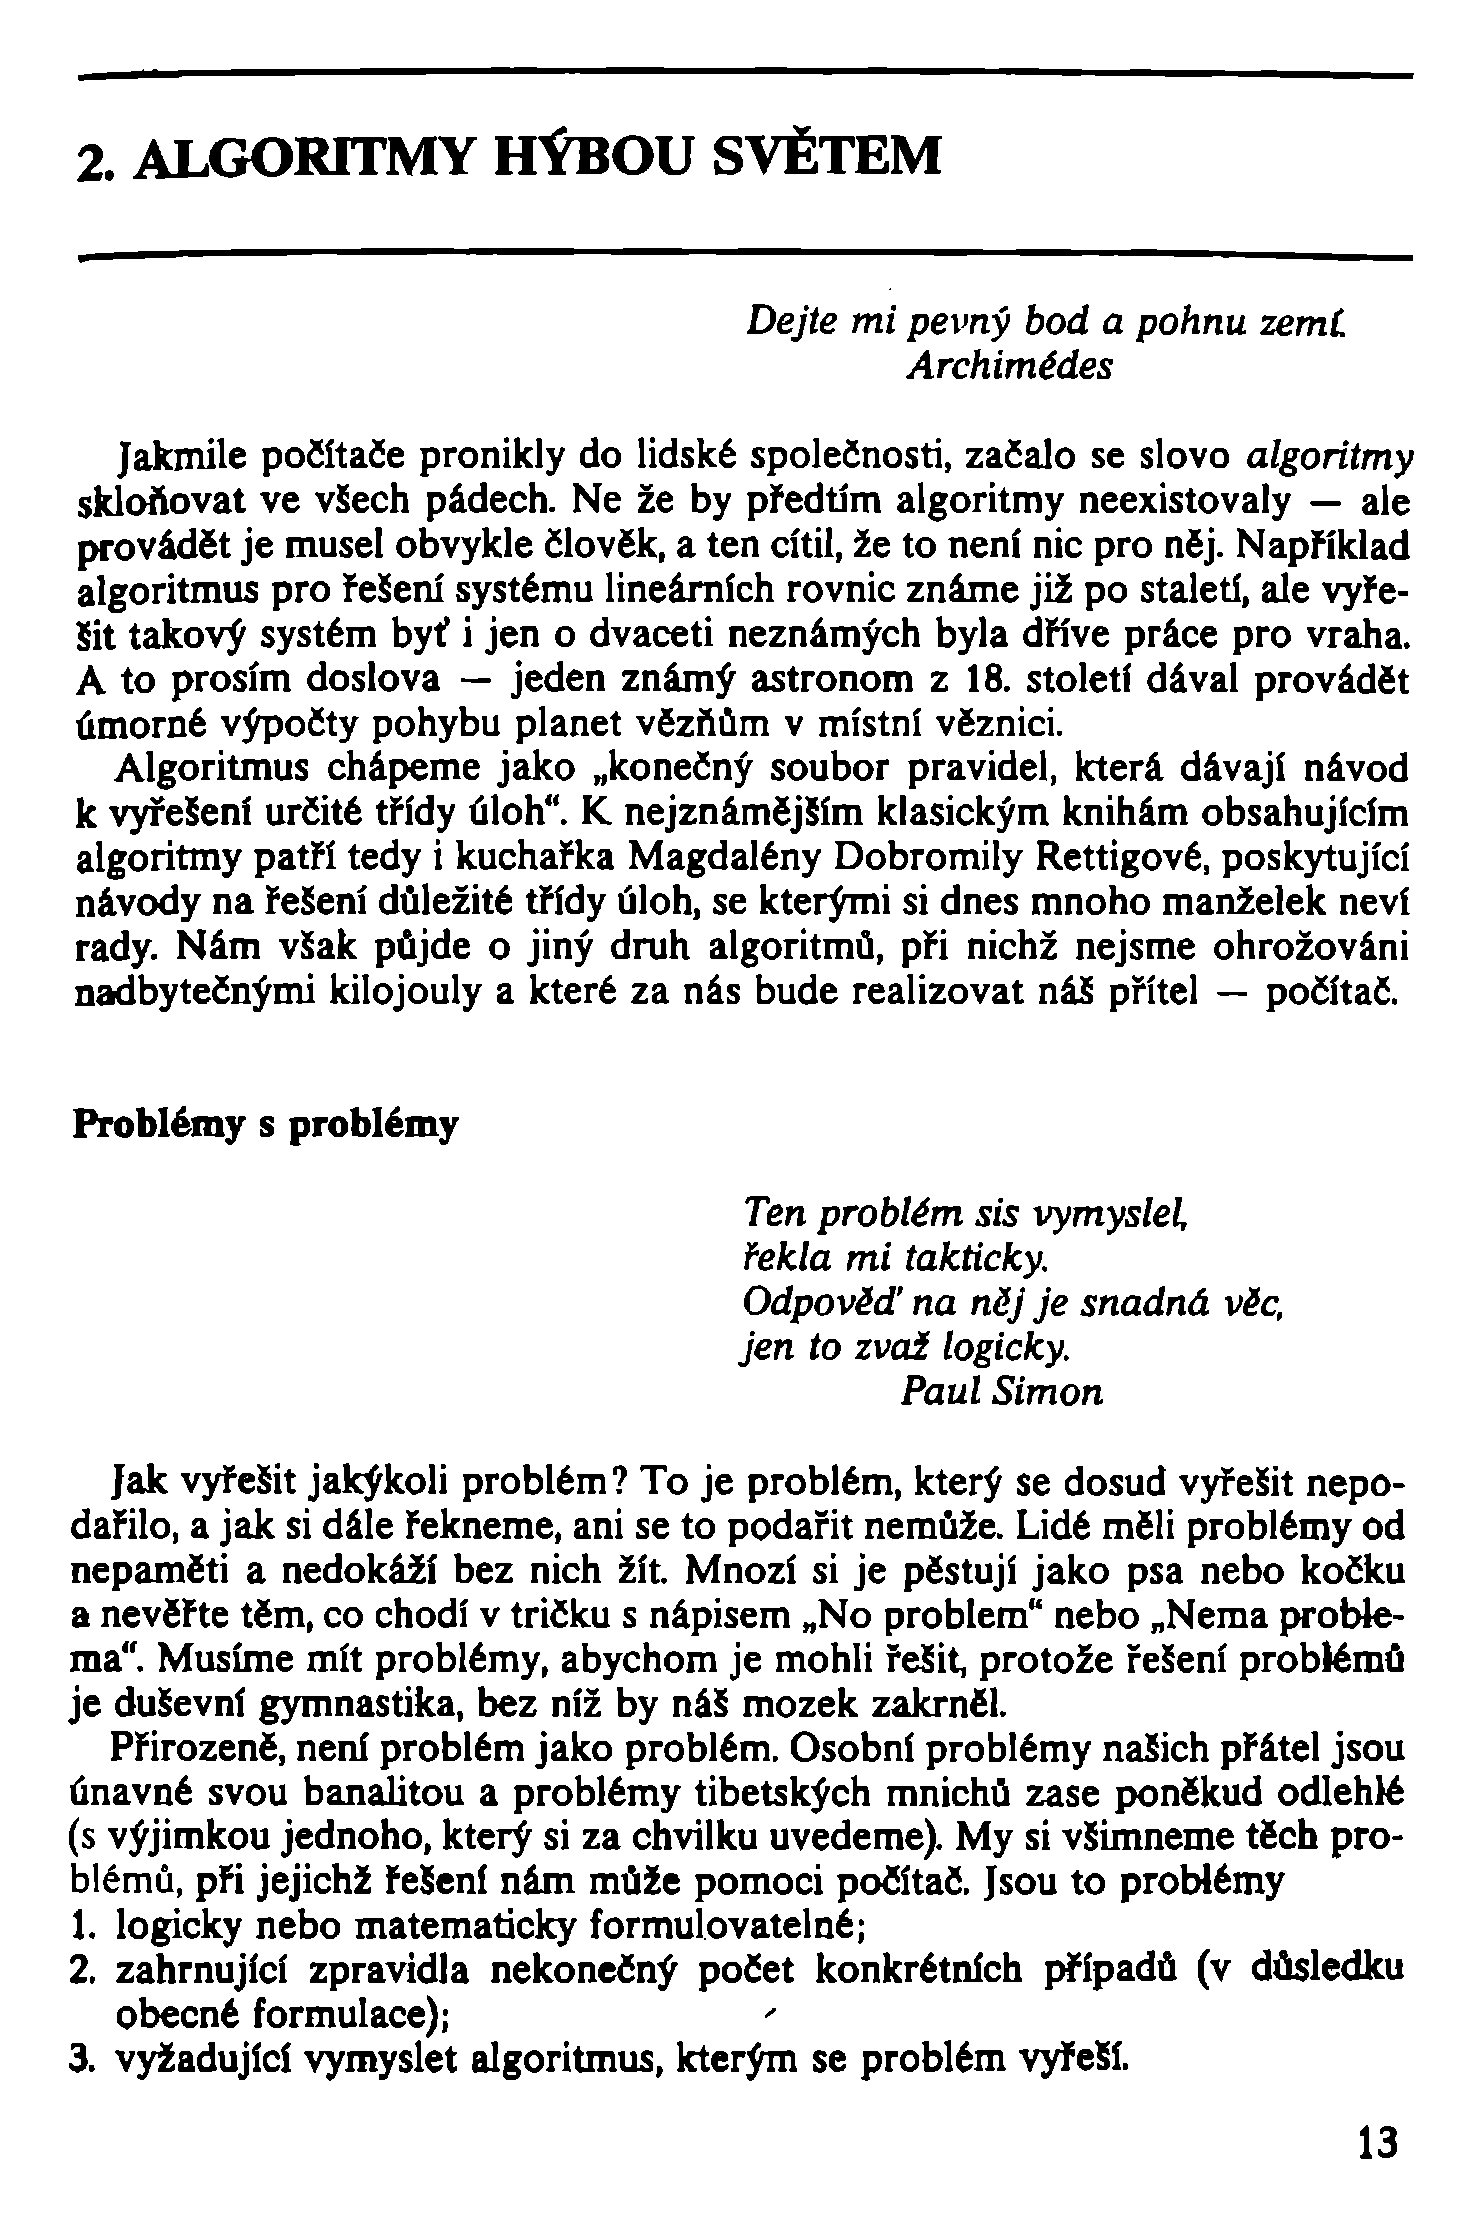 2. ALGORITMY HÝBOU SVĚTEM
Dejte mi pevný bod a pohnu zemí.
Archimédes
Jakmile počítače pronikly do lidské společnosti, začalo se slovo algoritmy
skloňovat ve všech pádech. Ne že by předtím algoritmy neexistovaly — ale
provádět je musel obvykle člověk, a ten cítil, že to není nic pro něj. Například
algoritmus pro řešení systému lineárních rovnic známe již po staletí, ale vyře-
šit takový systém byť i jen o dvaceti neznámých byla dříve práce pro vraha.
A to prosím doslova — jeden známý astronom z 18. století dával provádět
úmorné výpočty pohybu planet vězňům v místní věznici.
Algoritmus chápeme jako „konečný soubor pravidel, která dávají návod
k vyřešení určité třídy úloh“. K nejznámějším klasickým knihám obsahujícím
algoritmy patří tedy i kuchařka Magdalény Dobromily Rettigové, poskytující
návody na řešení důležité třídy úloh, se kterými si dnes mnoho manželek neví
rady. Nám však půjde o jiný druh algoritmů, při nichž nejsme ohrožováni
nadbytečnými kilojouly a které za nás bude realizovat náš přítel — počítač.
Problémy s problémy
Ten problém sis vymyslel,
řekla mi takticky.
Odpověď na něj je snadná věc,
jen to zvaž logicky.
Paul Simon
Jak vyřešit jakýkoli problém? To je problém, který se dosud vyřešit nepo-
dařilo, a jak si dále řekneme, ani se to podařit nemůže. Lidé měli problémy od
nepaměti a nedokáží bez nich žít. Mnozí si je pěstují jako psa nebo kočku
a nevěřte těm, co chodí v tričku s nápisem „No problem“ nebo „Nema proble-
ma“. Musíme mít problémy, abychom je mohli řešit, protože řešení problémů
je duševní gymnastika, bez níž by náš mozek zakrněl.
Přirozeně, není problém jako problém. Osobní problémy našich přátel jsou
únavné svou banalitou a problémy tibetských mnichů zase poněkud odlehlé
(s výjimkou jednoho, který si za chvilku uvedeme). My si všimneme těch pro-
blémů, při jejichž řešení nám může pomoci počítač. Jsou to problémy
1. logicky nebo matematicky formulovatelné;
2. zahrnující zpravidla nekonečný počet konkrétních případů (v důsledku
obecné formulace);
3. vyžadující vymyslet algoritmus, kterým se problém vyřeší.
13